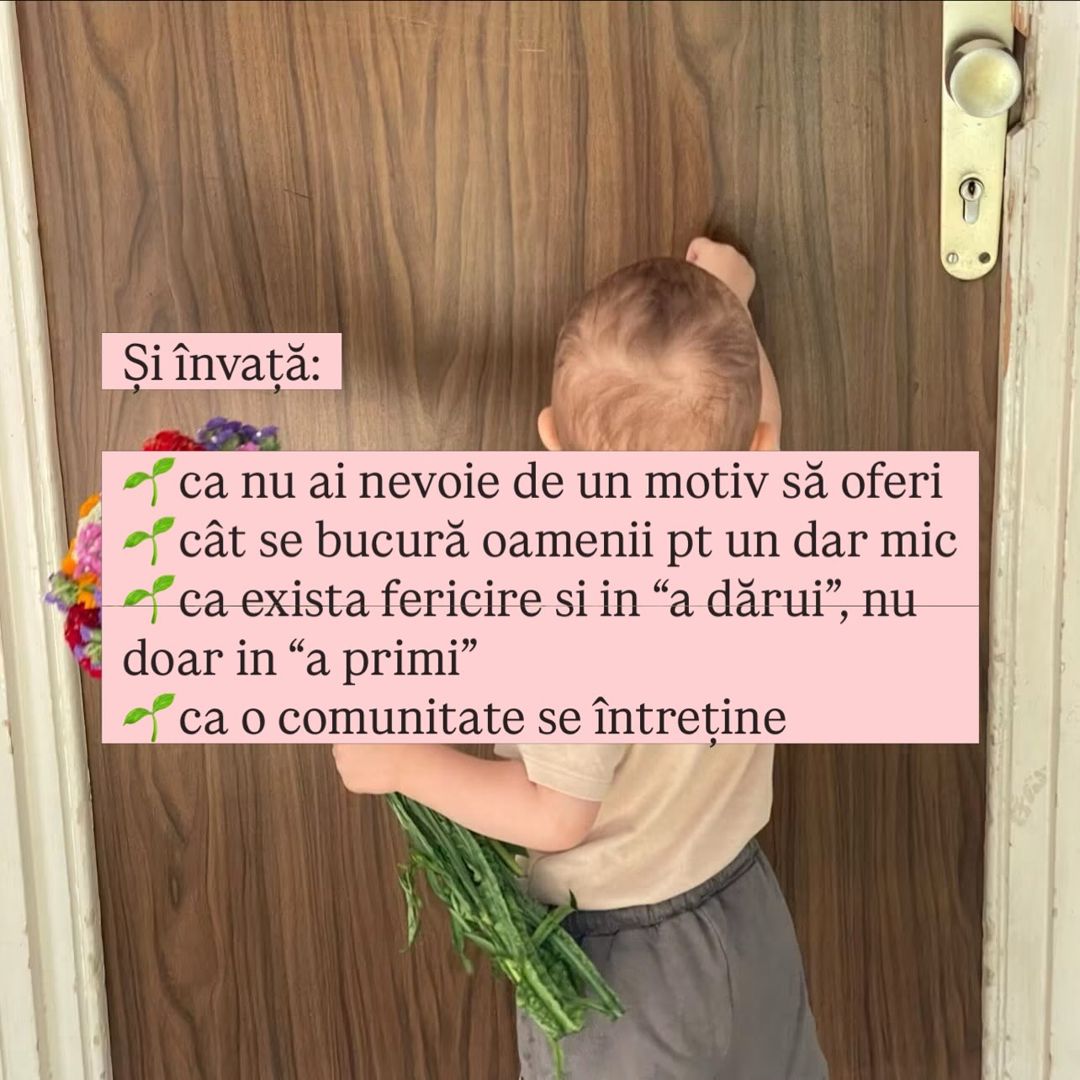 Și învață:
🌱ca nu ai nevoie de un motiv să oferi
🌱cât se bucură oamenii pt un dar mic
🌱ca exista fericire si in “a dărui”, nu
doar in “a primi”
🌱ca o comunitate se întreține